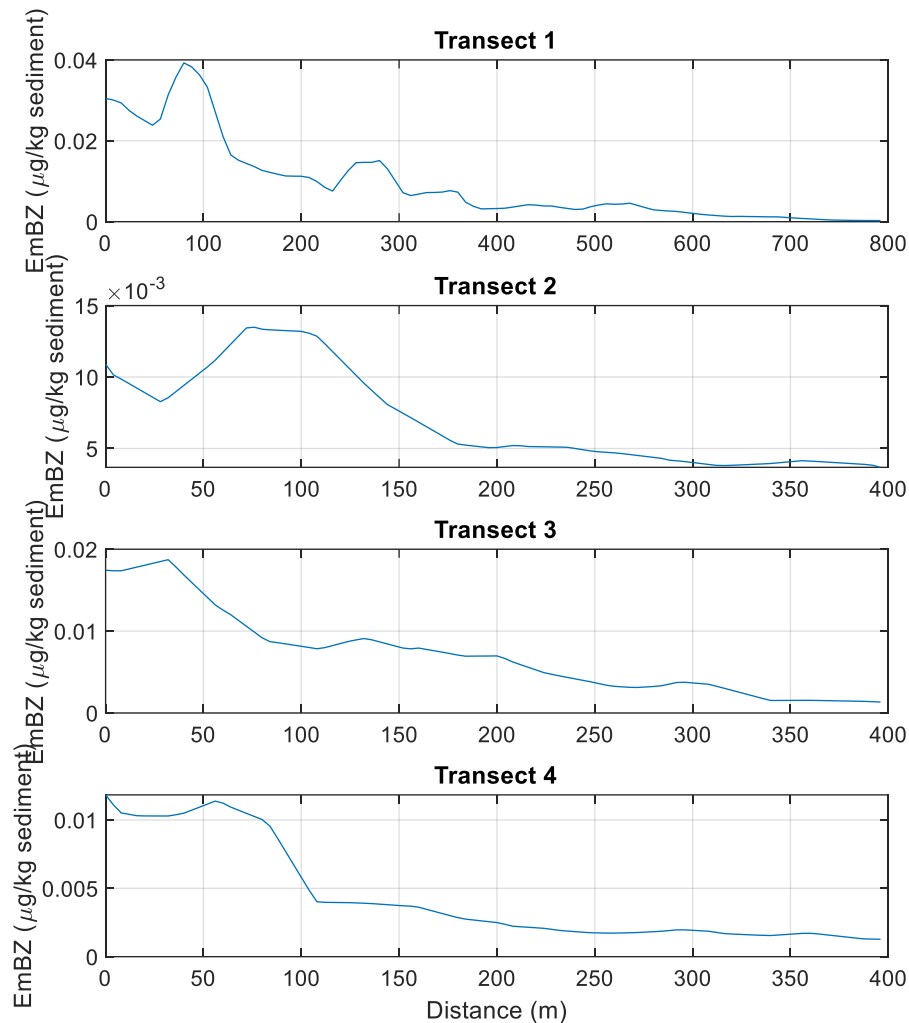 Transect 1
EmBZ (μg/kg sediment)
0.04
0.02
0
0 100 200 300 400 500 600 700 800
Transect 2
×10⁻³
EmBZ (μg/kg sediment)
15
10
5
0 50 100 150 200 250 300 350 400
Transect 3
EmBZ (μg/kg sediment)
0.02
0.01
0
0 50 100 150 200 250 300 350 400
Transect 4
EmBZ (μg/kg sediment)
0.01
0.005
0
0 50 100 150 200 250 300 350 400
Distance (m)